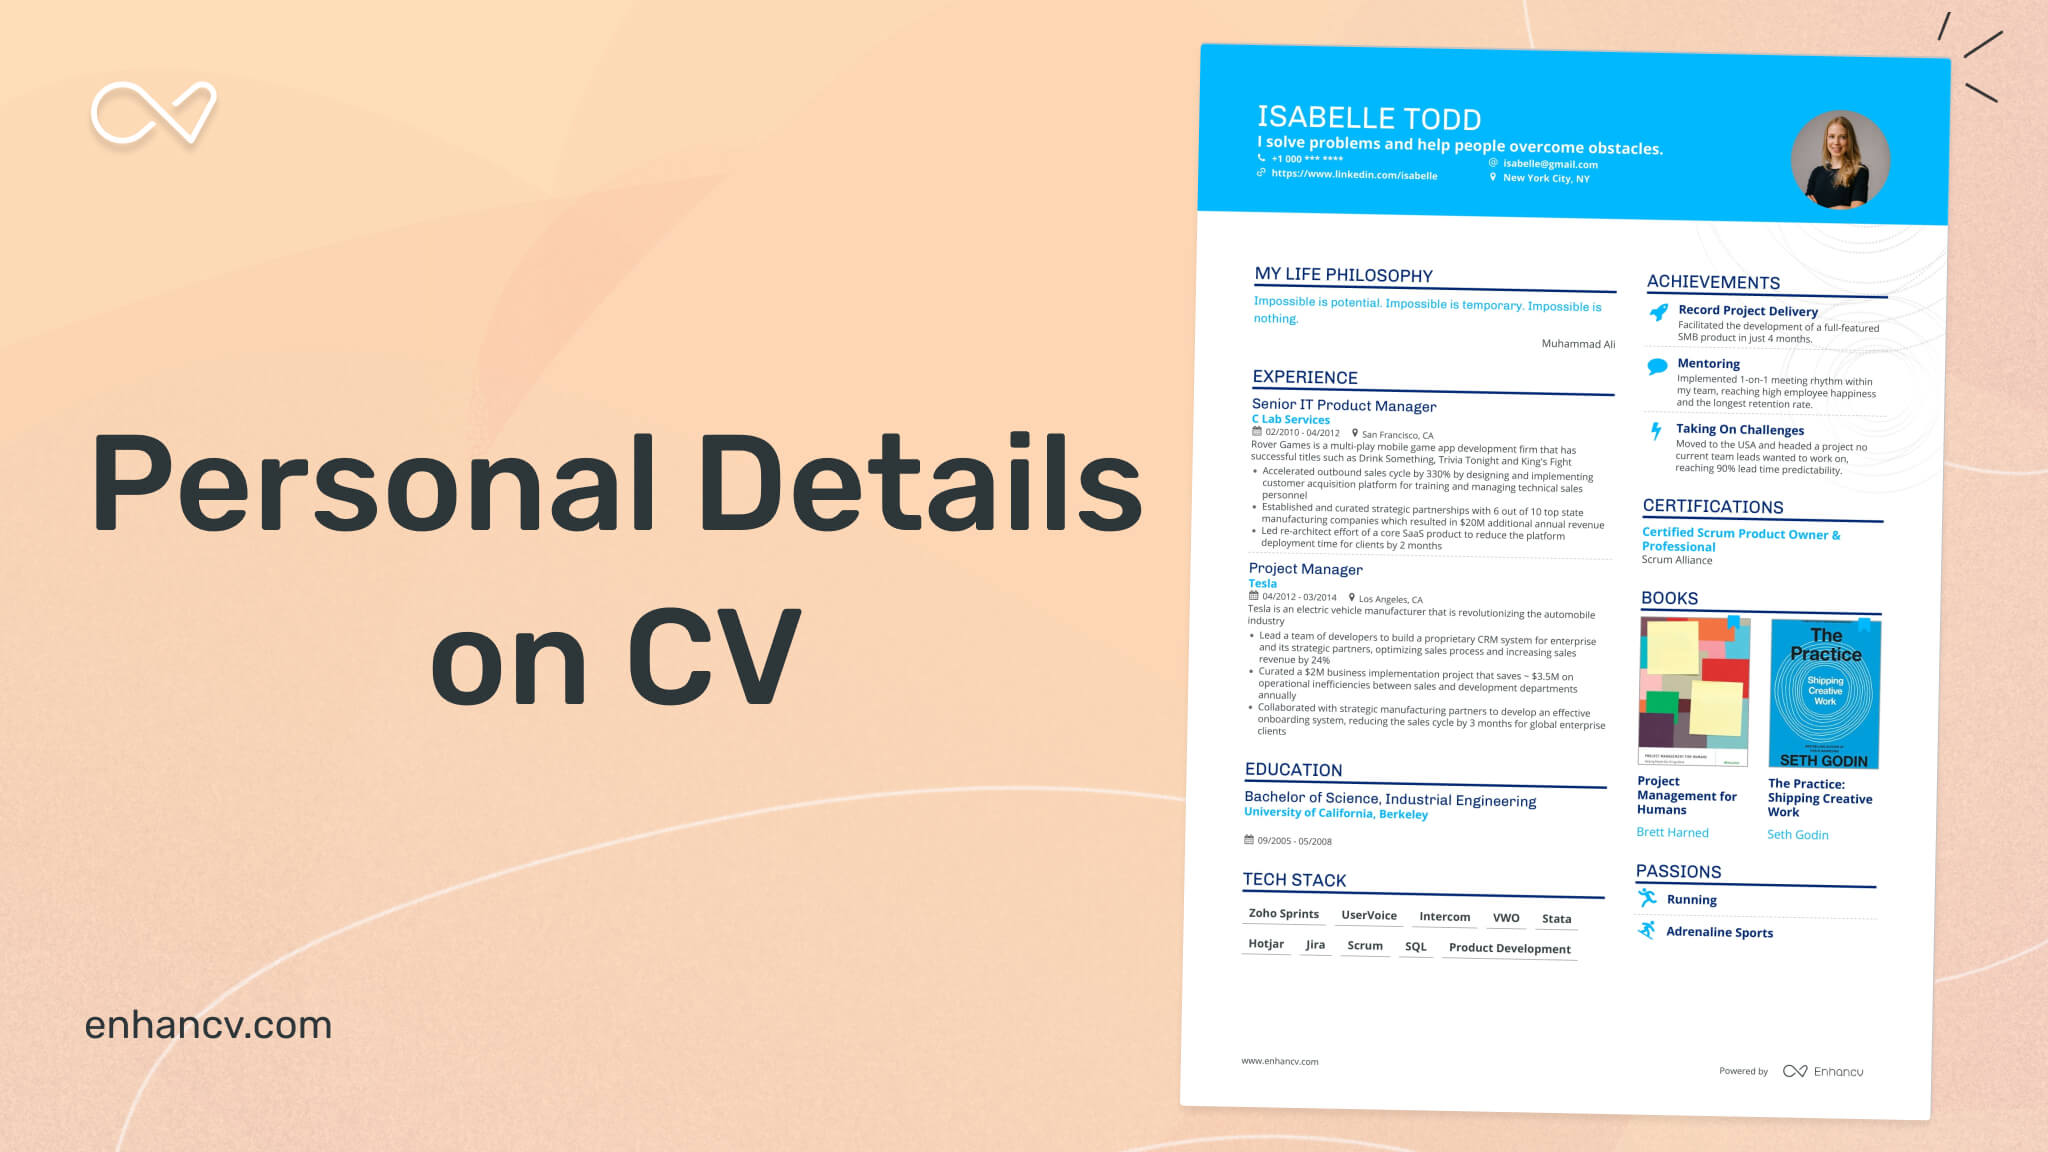 Personal Details
on CV
enhancv.com
ISABELLE TODD
I solve problems and help people overcome obstacles.
+1 000 *** ****
isabelle@gmail.com
https://www.linkedin.com/isabelle
New York City, NY
MY LIFE PHILOSOPHY
Impossible is potential. Impossible is temporary. Impossible is
nothing.
Muhammad Ali
EXPERIENCE
Senior IT Product Manager
C Lab Services
02/2010 - 04/2012 San Francisco, CA
Rover Games is a multi-play mobile game app development firm that has
successful titles such as Drink Something, Trivia Tonight and King's Fight
• Accelerated outbound sales cycle by 330% by designing and implementing
customer acquisition platform for training and managing technical sales
personnel
• Established and curated strategic partnerships with 6 out of 10 top state
manufacturing companies which resulted in $20M additional annual revenue
• Led re-architect effort of a core SaaS product to reduce the platform
deployment time for clients by 2 months
Project Manager
Tesla
04/2012 - 03/2014 Los Angeles, CA
Tesla is an electric vehicle manufacturer that is revolutionizing the automobile
industry
• Lead a team of developers to build a proprietary CRM system for enterprise
and its strategic partners, optimizing sales process and increasing sales
revenue by 24%
• Curated a $2M business implementation project that saves ~ $3.5M on
operational inefficiencies between sales and development departments
annually
• Collaborated with strategic manufacturing partners to develop an effective
onboarding system, reducing the sales cycle by 3 months for global enterprise
clients
EDUCATION
Bachelor of Science, Industrial Engineering
University of California, Berkeley
09/2005 - 05/2008
TECH STACK
Zoho Sprints UserVoice Intercom VWO Stata
Hotjar Jira Scrum SQL Product Development
ACHIEVEMENTS
Record Project Delivery
Facilitated the development of a full-featured
SMB product in just 4 months.
Mentoring
Implemented 1-on-1 meeting rhythm within
my team, reaching high employee happiness
and the longest retention rate.
Taking On Challenges
Moved to the USA and headed a project no
current team leads wanted to work on,
reaching 90% lead time predictability.
CERTIFICATIONS
Certified Scrum Product Owner &
Professional
Scrum Alliance
BOOKS
PROJECT MANAGEMENT FOR HUMANS
The
Practice
Shipping
Creative
Work
SETH GODIN
Project
Management for
Humans
Brett Harned
The Practice:
Shipping Creative
Work
Seth Godin
PASSIONS
Running
Adrenaline Sports
www.enhancv.com
Powered by Enhancv